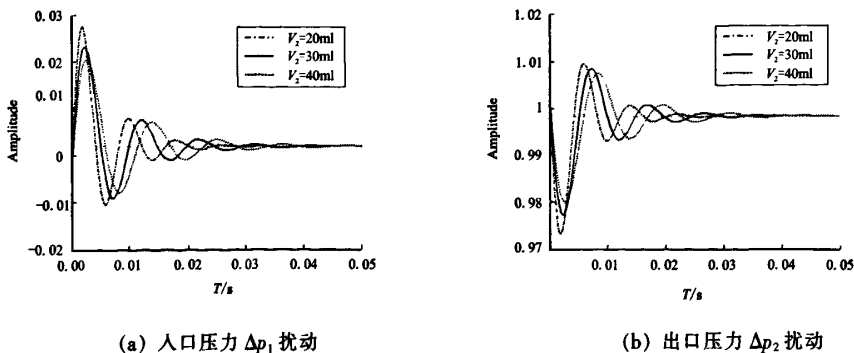 0.03
0.02
0.01
0
−0.01
−0.02
Amplitude
0.00 0.01 0.02 0.03 0.04 0.05
T/s
V₂=20ml
V₂=30ml
V₂=40ml
(a) 入口压力 Δp₁ 扰动
1.02
1.01
1
0.99
0.98
0.97
Amplitude
0.01 0.02 0.03 0.04 0.05
T/s
V₂=20ml
V₂=30ml
V₂=40ml
(b) 出口压力 Δp₂ 扰动